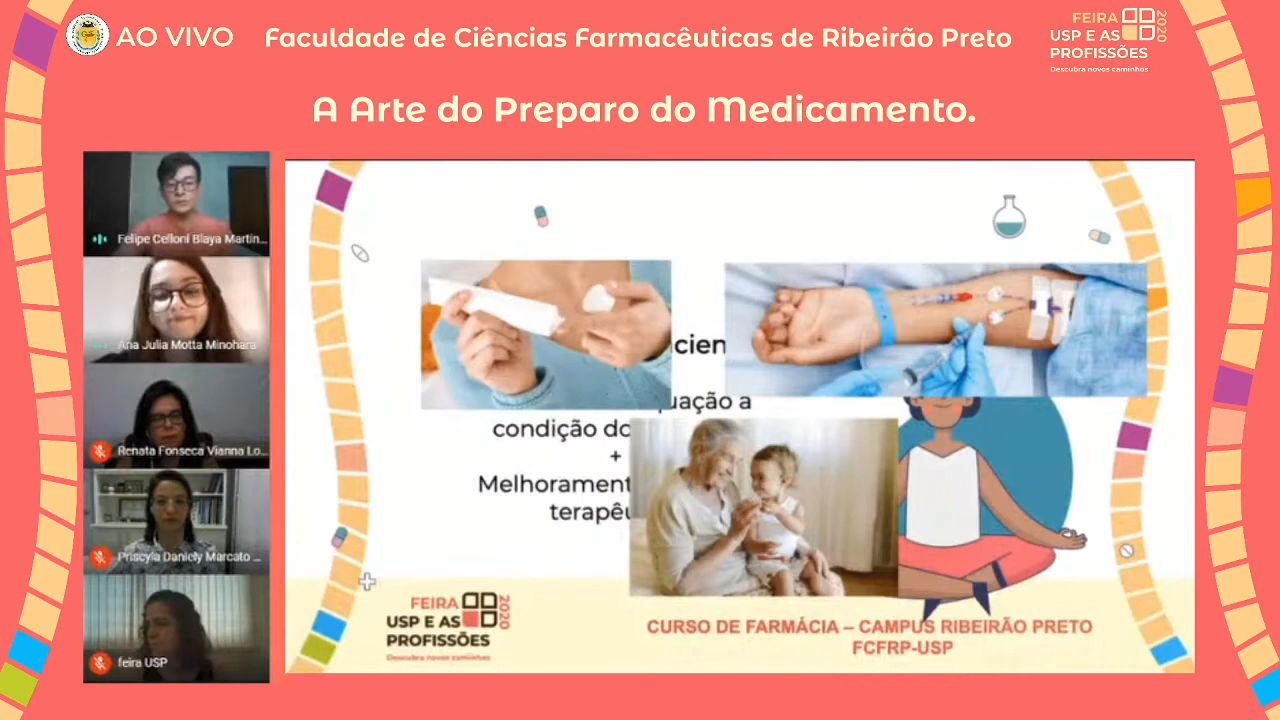 AO VIVO
Faculdade de Ciências Farmacêuticas de Ribeirão Preto
FEIRA
USP E AS
PROFISSÕES
2020
Descubra novos caminhos
A Arte do Preparo do Medicamento.
Felipe Celloni Blaya Martin...
Ana Julia Motta Minohara
Renata Fonseca Vianna Lo...
Priscyla Daniely Marcato ...
feira USP
cien
uação a
condição do
+
Melhorament
terapêu
FEIRA
USP E AS
PROFISSÕES
2020
Descubra novos caminhos
CURSO DE FARMÁCIA – CAMPUS RIBEIRÃO PRETO
FCFRP-USP